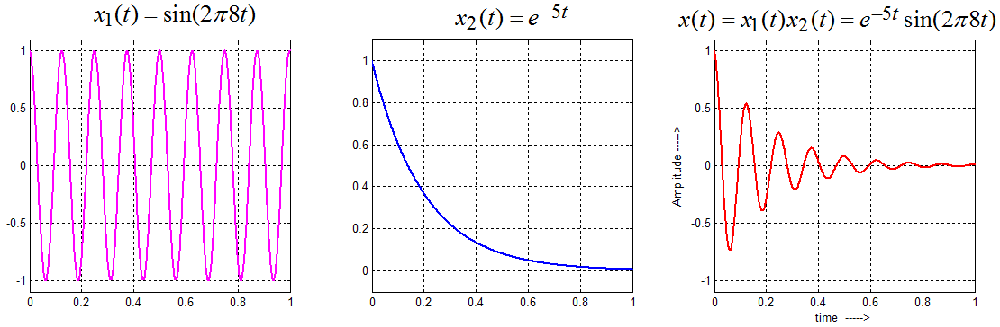 x₁(t) = sin(2π8t)
x₂(t) = e⁻⁵ᵗ
x(t) = x₁(t)x₂(t) = e⁻⁵ᵗ sin(2π8t)
1
0.5
0
-0.5
-1
0 0.2 0.4 0.6 0.8 1
1
0.8
0.6
0.4
0.2
0
0 0.2 0.4 0.6 0.8 1
Amplitude ----->
1
0.5
0
-0.5
-1
0 0.2 0.4 0.6 0.8 1
time ----->